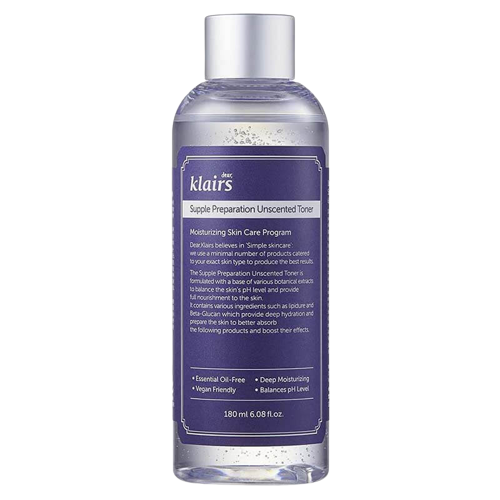 dear,
klairs
Supple Preparation Unscented Toner
Moisturizing Skin Care Program
Dear.Klairs believes in 'Simple skincare'
we use a minimal number of products catered
to your exact skin type to produce the best results.
The Supple Preparation Unscented Toner is
formulated with a base of various botanical extracts
to balance the skin's pH level and provide
full nourishment to the skin.
It contains various ingredients such as lipidure and
Beta-Glucan which provide deep hydration and
prepare the skin to better absorb
the following products and boost their effects.
• Essential Oil-Free • Deep Moisturizing
• Vegan Friendly • Balances pH Level
180 ml 6.08 fl.oz.